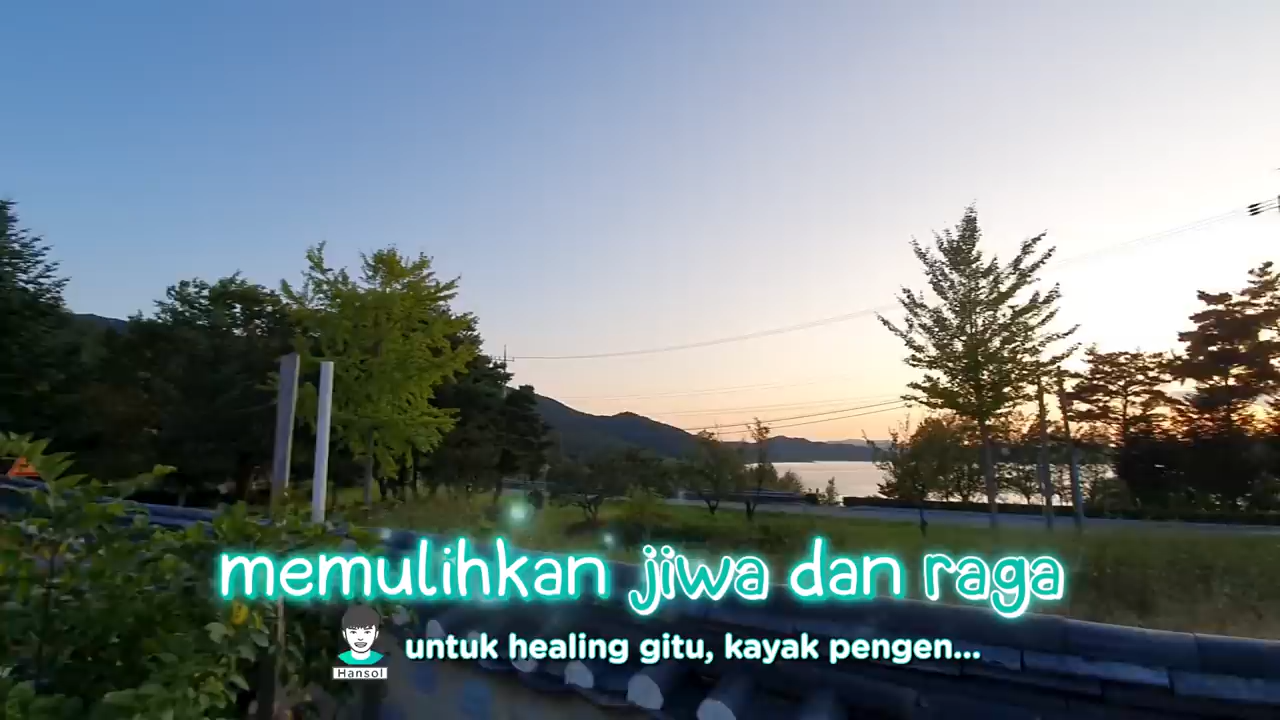 memulihkan jiwa dan raga
untuk healing gitu, kayak pengen...
Hansol